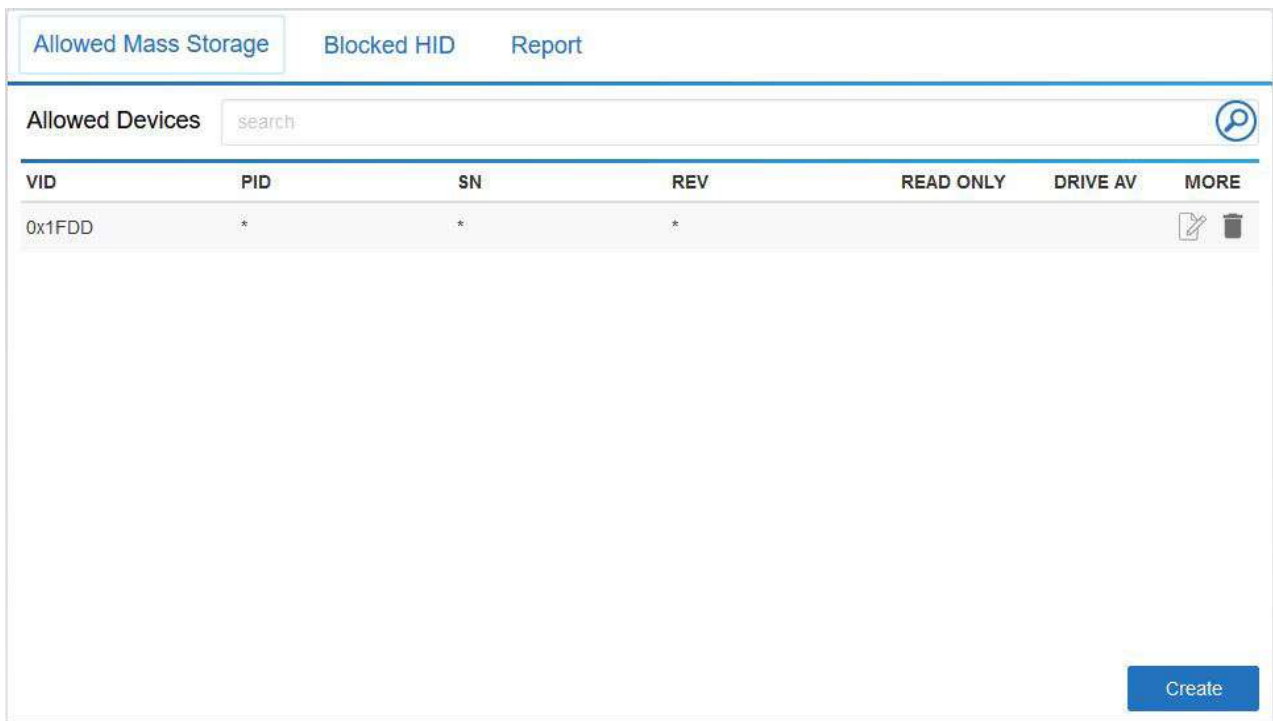 Allowed Mass Storage Blocked HID Report
Allowed Devices search
VID PID SN REV READ ONLY DRIVE AV MORE
0x1FDD * * *
Create